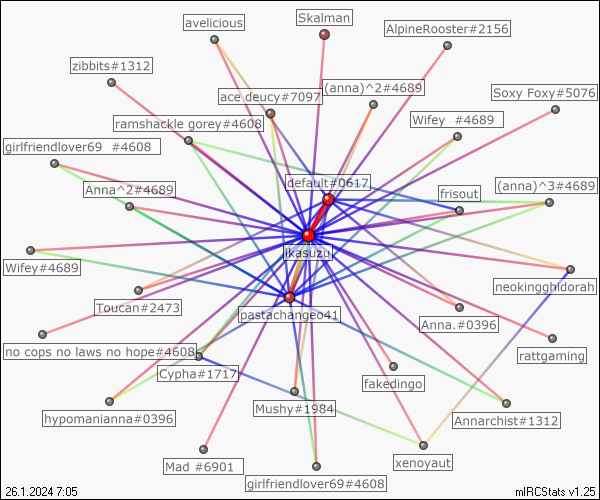 avelicious
Skalman
AlpineRooster#2156
zibbits#1312
ace deucy#7097
(anna)^2#4689
Soxy Foxy#5076
ramshackle gorey#4608
Wifey  #4689
girlfriendlover69  #4608
Anna^2#4689
default#0617
frisout
(anna)^3#4689
ikasuzu
Wifey#4689
neokingghidorah
Toucan#2473
pastachangeo41
Anna.#0396
no cops no laws no hope#4608
rattgaming
Cypha#1717
fakedingo
hypomanianna#0396
Mushy#1984
Annarchist#1312
Mad #6901
xenoyaut
girlfriendlover69#4608
26.1.2024 7:05
mIRCStats v1.25